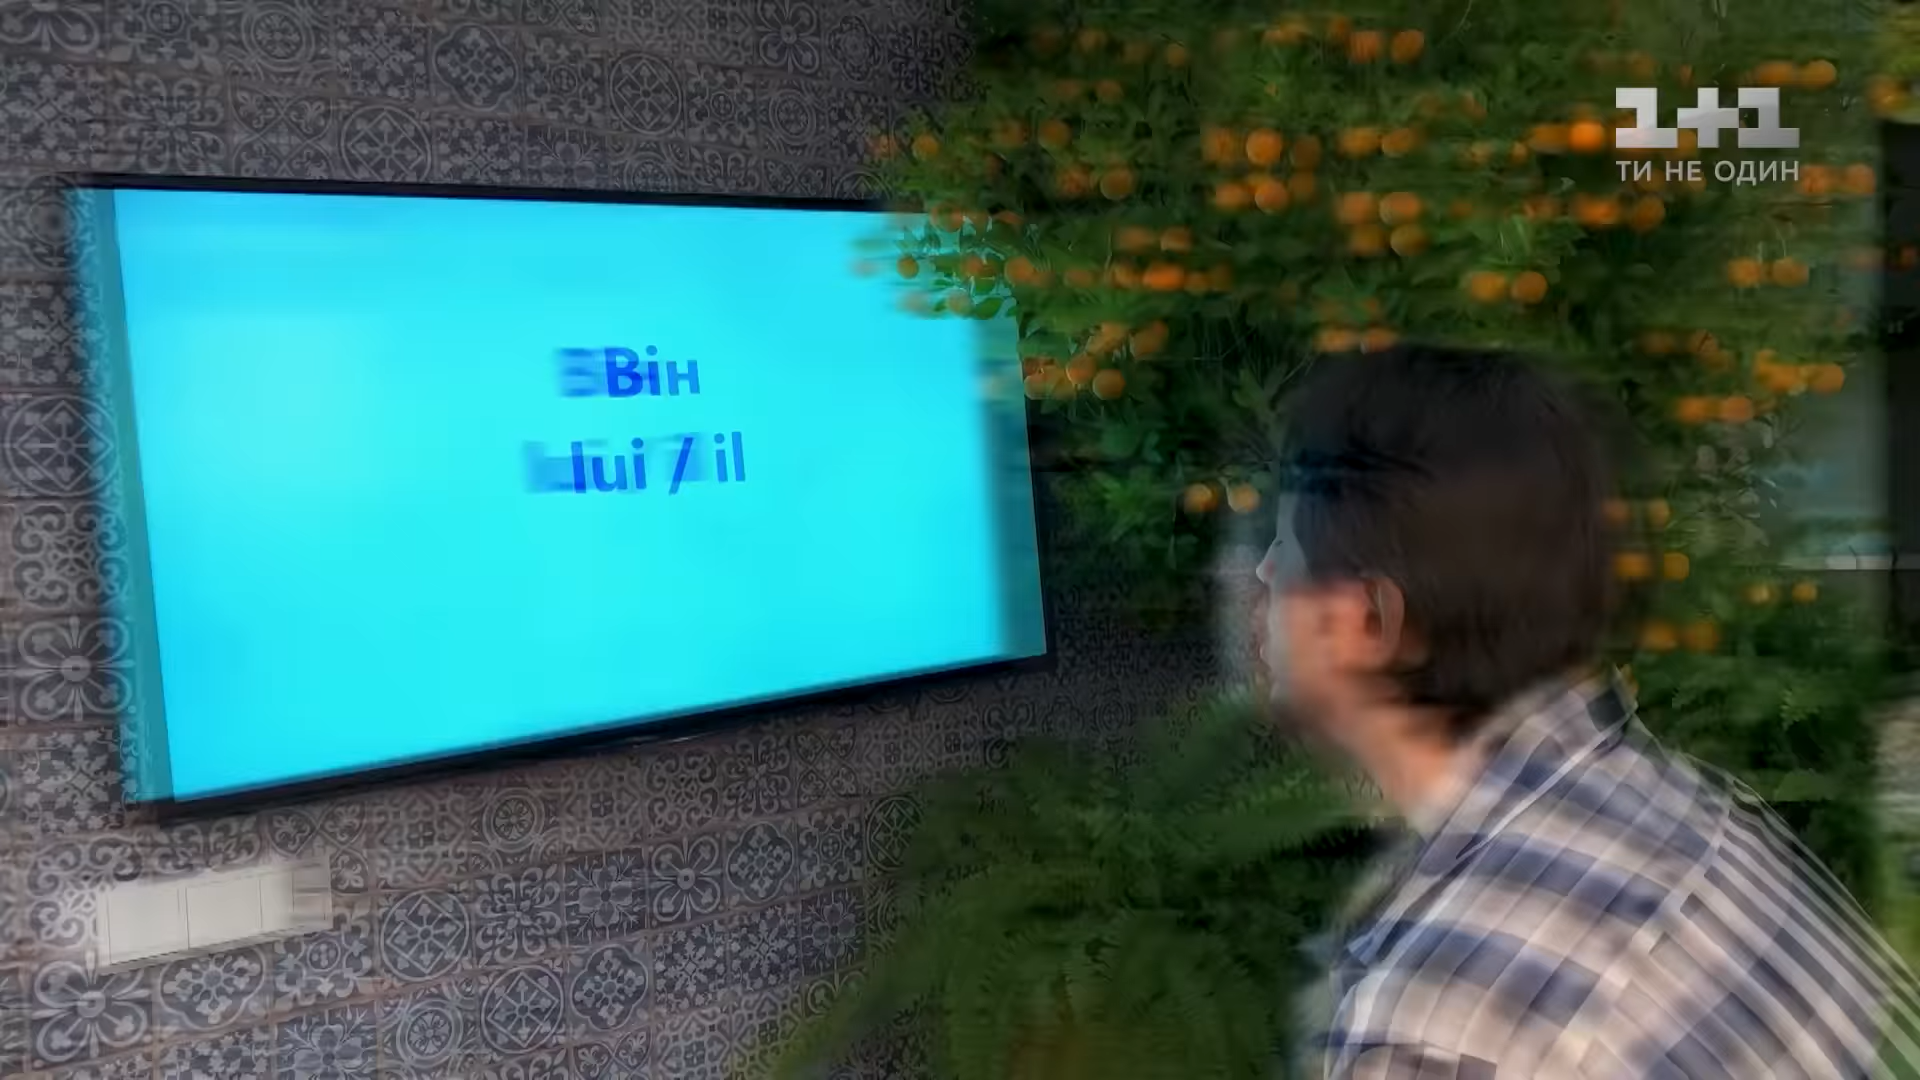 1+1
ТИ НЕ ОДИН
Він
lui / il